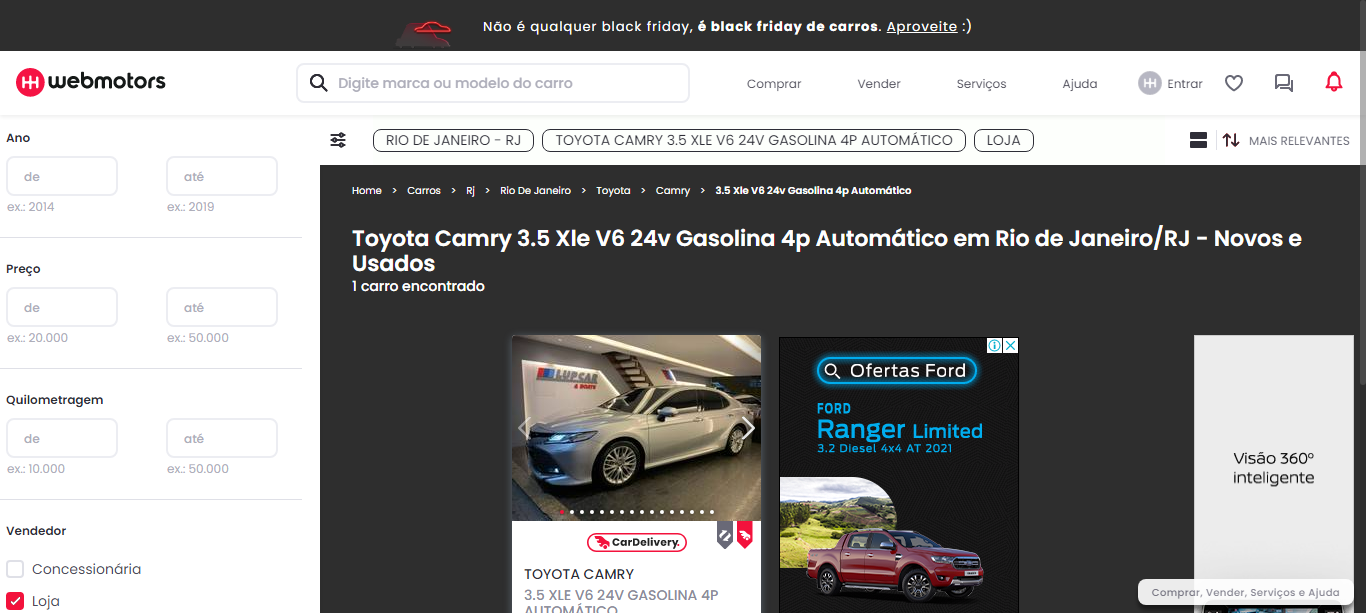 Não é qualquer black friday, é black friday de carros. Aproveite :)
webmotors
Digite marca ou modelo do carro
Comprar
Vender
Serviços
Ajuda
Entrar
RIO DE JANEIRO - RJ
TOYOTA CAMRY 3.5 XLE V6 24V GASOLINA 4P AUTOMÁTICO
LOJA
MAIS RELEVANTES
Ano
de
até
ex.: 2014
ex.: 2019
Preço
de
até
ex.: 20.000
ex.: 50.000
Quilometragem
de
até
ex.: 10.000
ex.: 50.000
Vendedor
Concessionária
Loja
Home > Carros > Rj > Rio De Janeiro > Toyota > Camry > 3.5 Xle V6 24v Gasolina 4p Automático
Toyota Camry 3.5 Xle V6 24v Gasolina 4p Automático em Rio de Janeiro/RJ - Novos e
Usados
1 carro encontrado
LUPCAR
& BOATS
CarDelivery.
TOYOTA CAMRY
3.5 XLE V6 24V GASOLINA 4P
AUTOMÁTICO
Ofertas Ford
FORD
Ranger Limited
3.2 Diesel 4x4 AT 2021
Visão 360º
inteligente
Comprar, Vender, Serviços e Ajuda